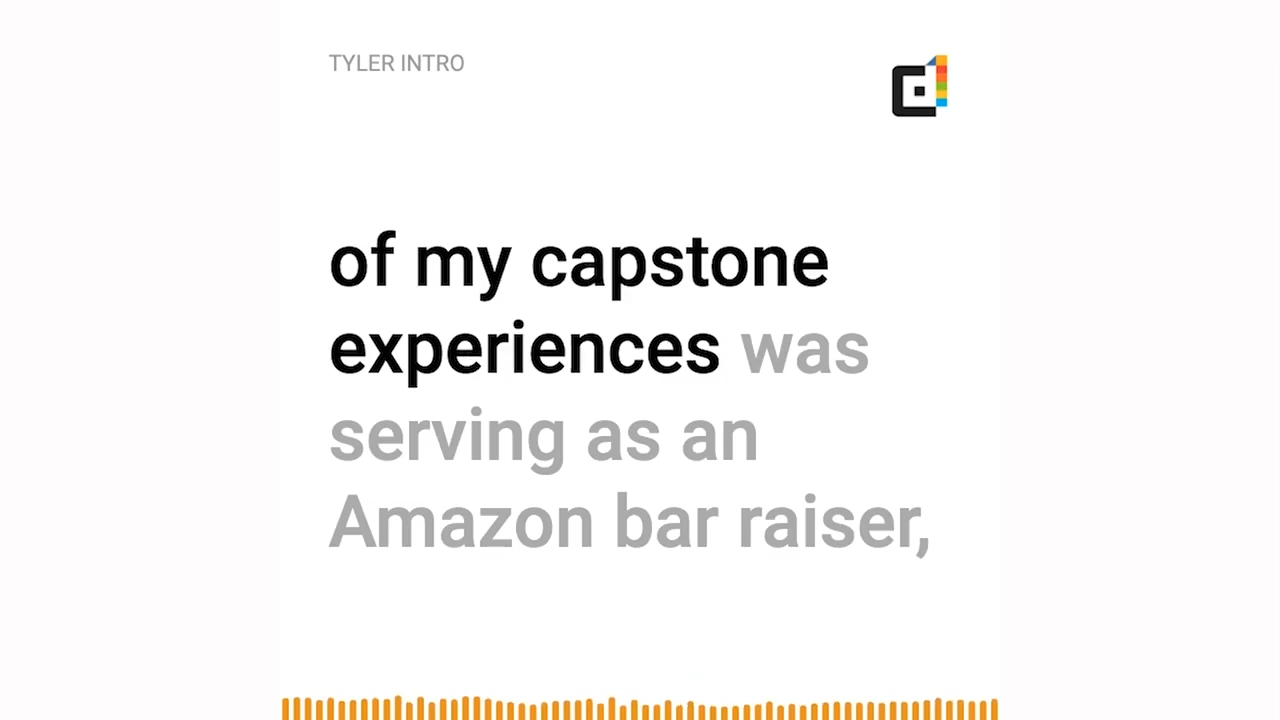 TYLER INTRO
of my capstone
experiences was
serving as an
Amazon bar raiser,